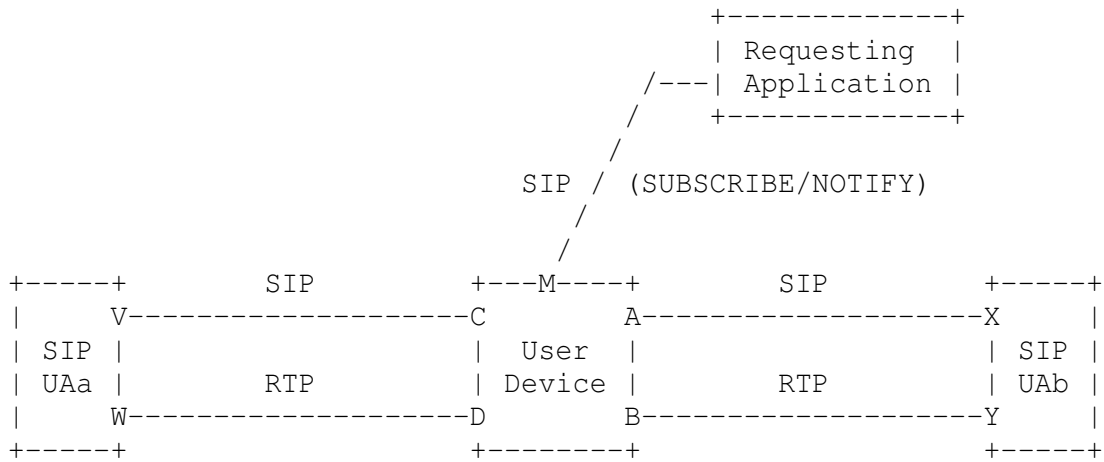 +-------------+
| Requesting  |
/---| Application |
/    +-------------+
/
SIP / (SUBSCRIBE/NOTIFY)
/
/
+-----+       SIP          +---M----+       SIP          +-----+
|     V--------------------C        A--------------------X     |
| SIP |                    |  User  |                    | SIP |
| UAa |       RTP          | Device |       RTP          | UAb |
|     W--------------------D        B--------------------Y     |
+-----+                    +--------+                    +-----+